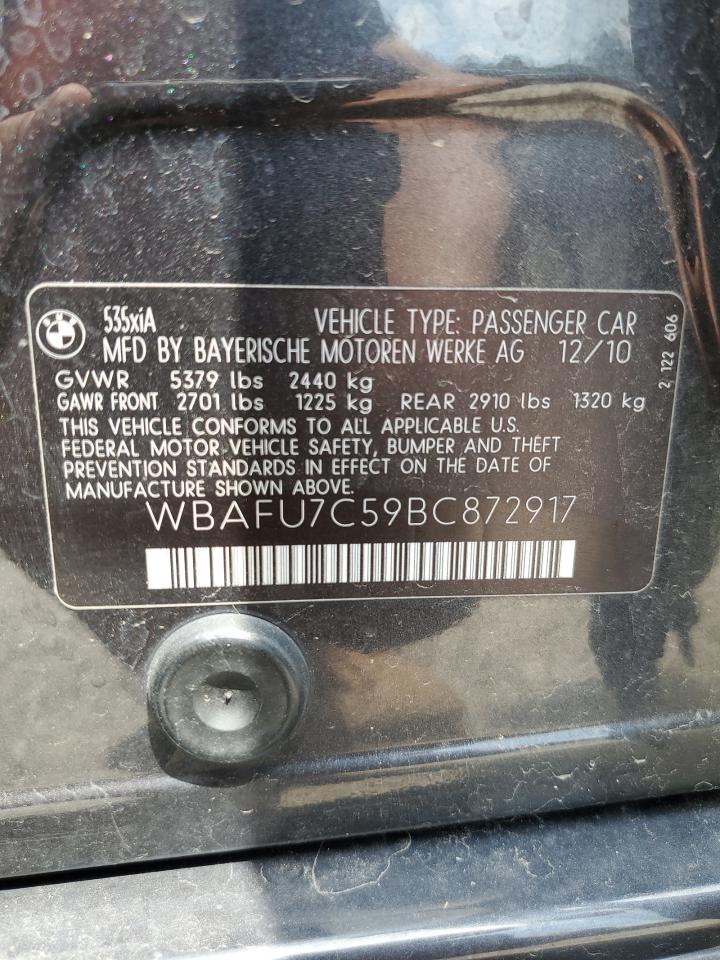 535xiA VEHICLE TYPE: PASSENGER CAR
MFD BY BAYERISCHE MOTOREN WERKE AG 12/10
GVWR 5379 lbs 2440 kg
GAWR FRONT 2701 lbs 1225 kg REAR 2910 lbs 1320 kg
THIS VEHICLE CONFORMS TO ALL APPLICABLE U.S.
FEDERAL MOTOR VEHICLE SAFETY, BUMPER AND THEFT
PREVENTION STANDARDS IN EFFECT ON THE DATE OF
MANUFACTURE SHOWN ABOVE.
WBAFU7C59BC872917
2 122 606